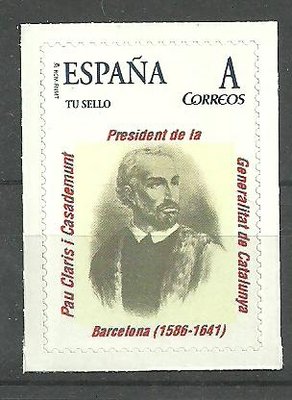 ESPAÑA
A
TU SELLO
CORREOS
President de la
Pau Claris i Casademunt
Generalitat de Catalunya
Barcelona (1586-1641)